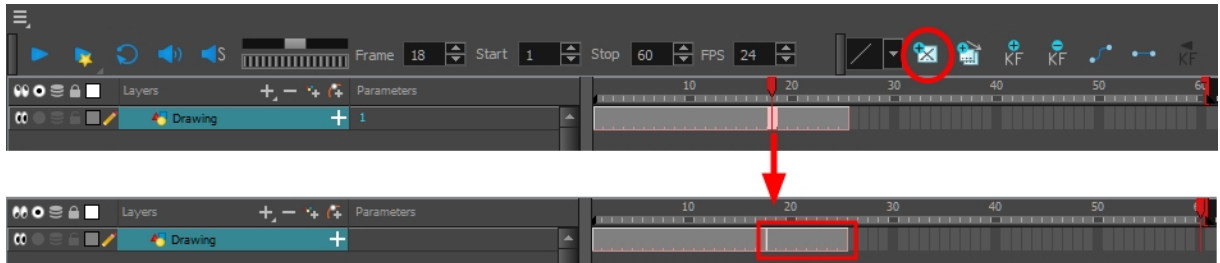 S Frame 18 Start 1 Stop 60 FPS 24 KF KF KF
Layers Parameters 10 20 30 40 50 60
Drawing 1
Layers Parameters 10 20 30 40 50
Drawing